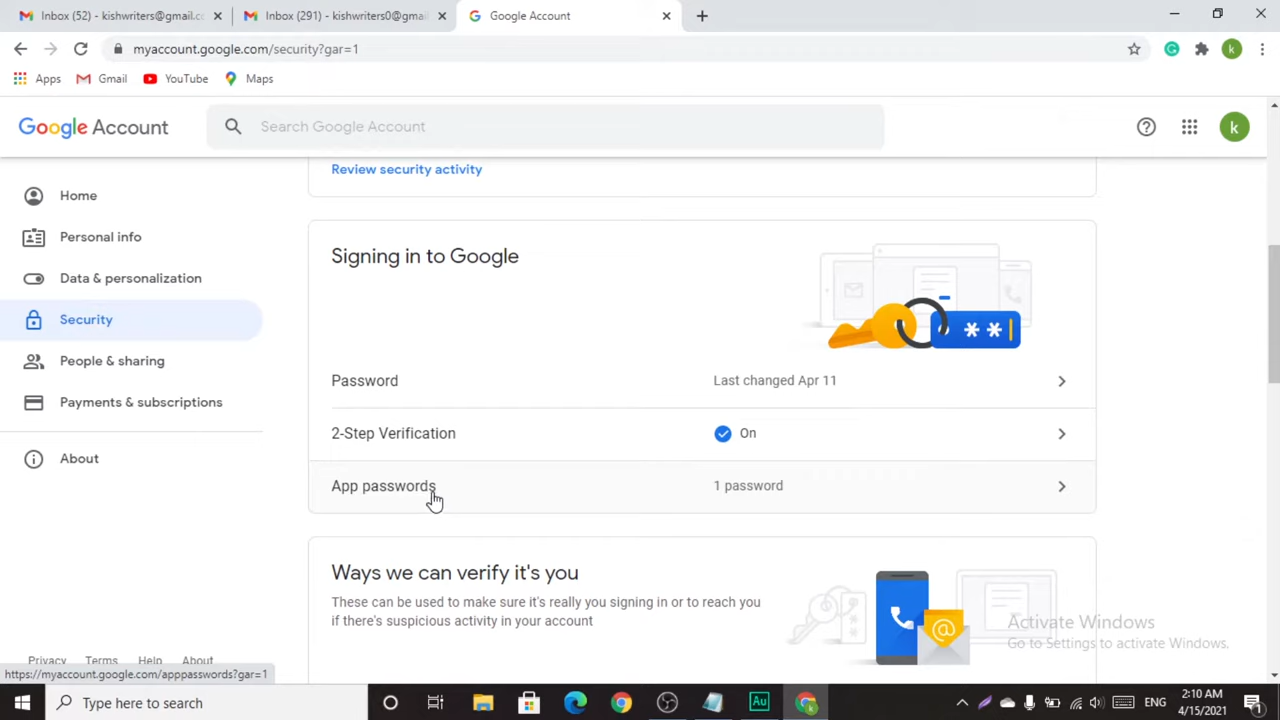 Inbox (52) - kishwriters@gmail.co
Inbox (291) - kishwriters0@gmail
Google Account
myaccount.google.com/security?gar=1
k
Apps
Gmail
YouTube
Maps
Google Account
Search Google Account
k
Review security activity
Home
Personal info
Data & personalization
Security
People & sharing
Payments & subscriptions
About
Signing in to Google
**
Password
Last changed Apr 11
2-Step Verification
On
App passwords
1 password
Ways we can verify it's you
These can be used to make sure it's really you signing in or to reach you
if there's suspicious activity in your account
@
Activate Windows
Go to Settings to activate Windows.
Privacy Terms Help About
https://myaccount.google.com/apppasswords?gar=1
Type here to search
Au
ENG
2:10 AM
4/15/2021
1